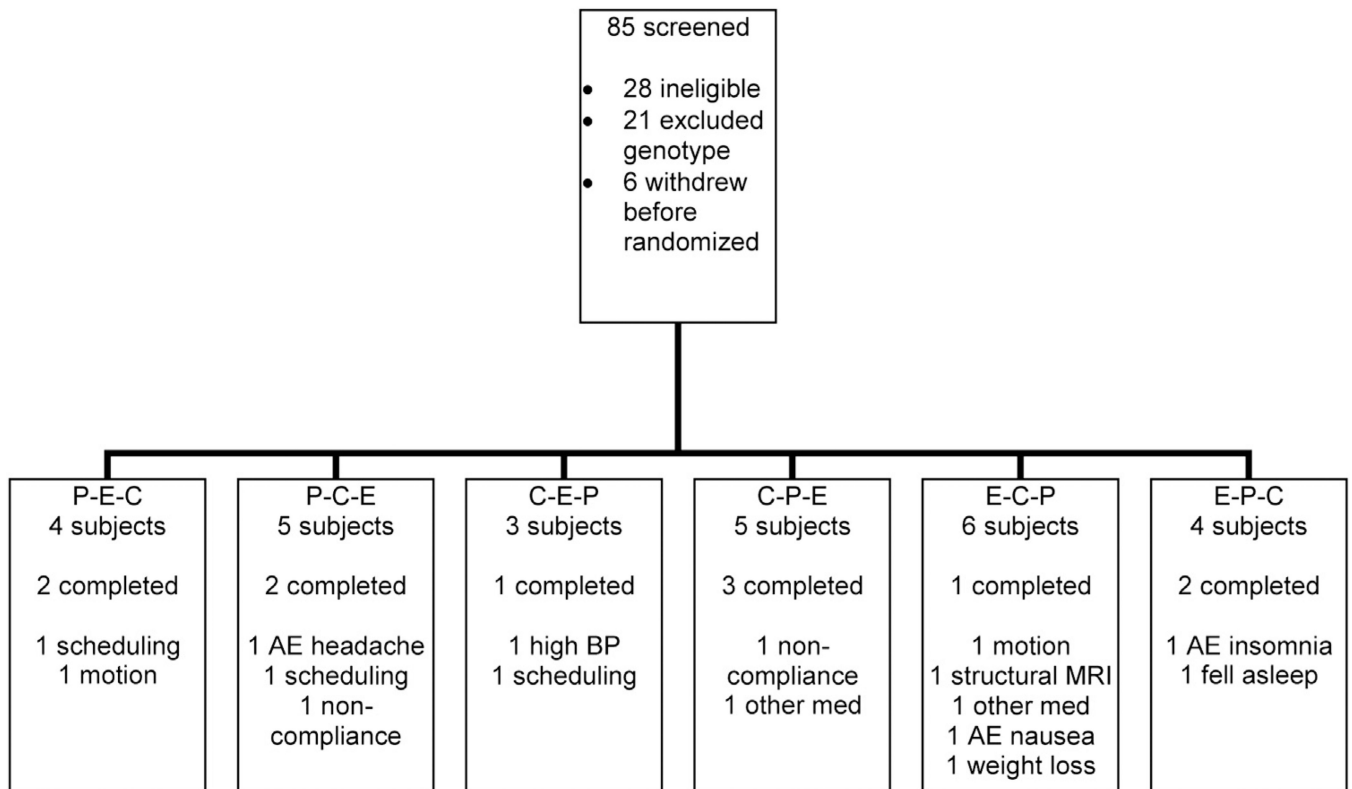 85 screened
• 28 ineligible
• 21 excluded
genotype
• 6 withdrew
before
randomized
P-E-C
4 subjects
2 completed
1 scheduling
1 motion
P-C-E
5 subjects
2 completed
1 AE headache
1 scheduling
1 non-
compliance
C-E-P
3 subjects
1 completed
1 high BP
1 scheduling
C-P-E
5 subjects
3 completed
1 non-
compliance
1 other med
E-C-P
6 subjects
1 completed
1 motion
1 structural MRI
1 other med
1 AE nausea
1 weight loss
E-P-C
4 subjects
2 completed
1 AE insomnia
1 fell asleep